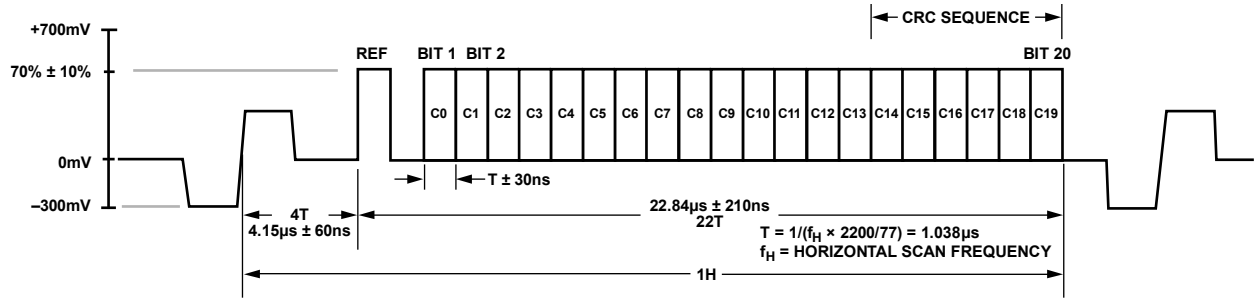 CRC SEQUENCE
+700mV
REF
BIT 1
BIT 2
BIT 20
70% ± 10%
C0
C1
C2
C3
C4
C5
C6
C7
C8
C9
C10
C11
C12
C13
C14
C15
C16
C17
C18
C19
0mV
T ± 30ns
–300mV
4T
4.15µs ± 60ns
22.84µs ± 210ns
22T
T = 1/(fH × 2200/77) = 1.038µs
fH = HORIZONTAL SCAN FREQUENCY
1H